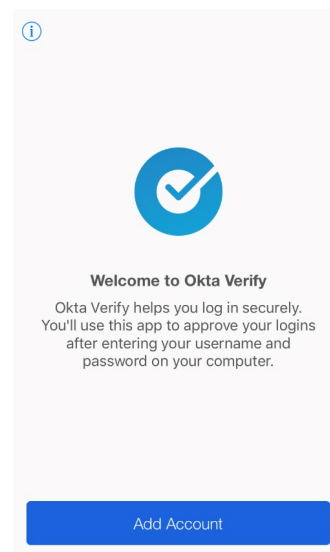 i
Welcome to Okta Verify
Okta Verify helps you log in securely.
You'll use this app to approve your logins
after entering your username and
password on your computer.
Add Account